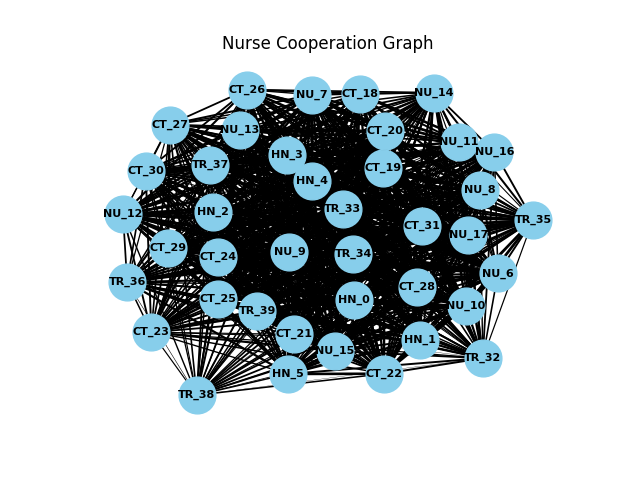 Nurse Cooperation Graph
CT_26
NU_7
CT_18
NU_14
CT_27
NU_13
CT_20
NU_11
NU_16
HN_3
CT_30
TR_37
CT_19
HN_4
NU_8
NU_12
HN_2
TR_33
TR_35
CT_31
NU_17
CT_29
CT_24
NU_9
TR_34
NU_6
TR_36
CT_25
HN_0
CT_28
NU_10
TR_39
CT_23
CT_21
HN_1
NU_15
TR_32
HN_5
CT_22
TR_38